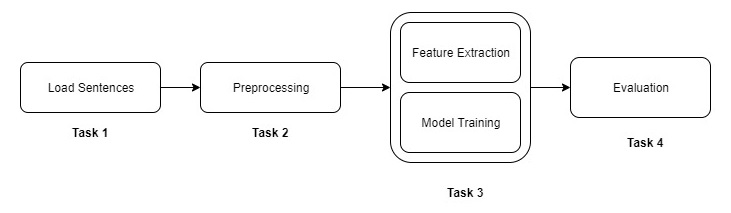 Load Sentences
Task 1
Preprocessing
Task 2
Feature Extraction
Model Training
Task 3
Evaluation
Task 4